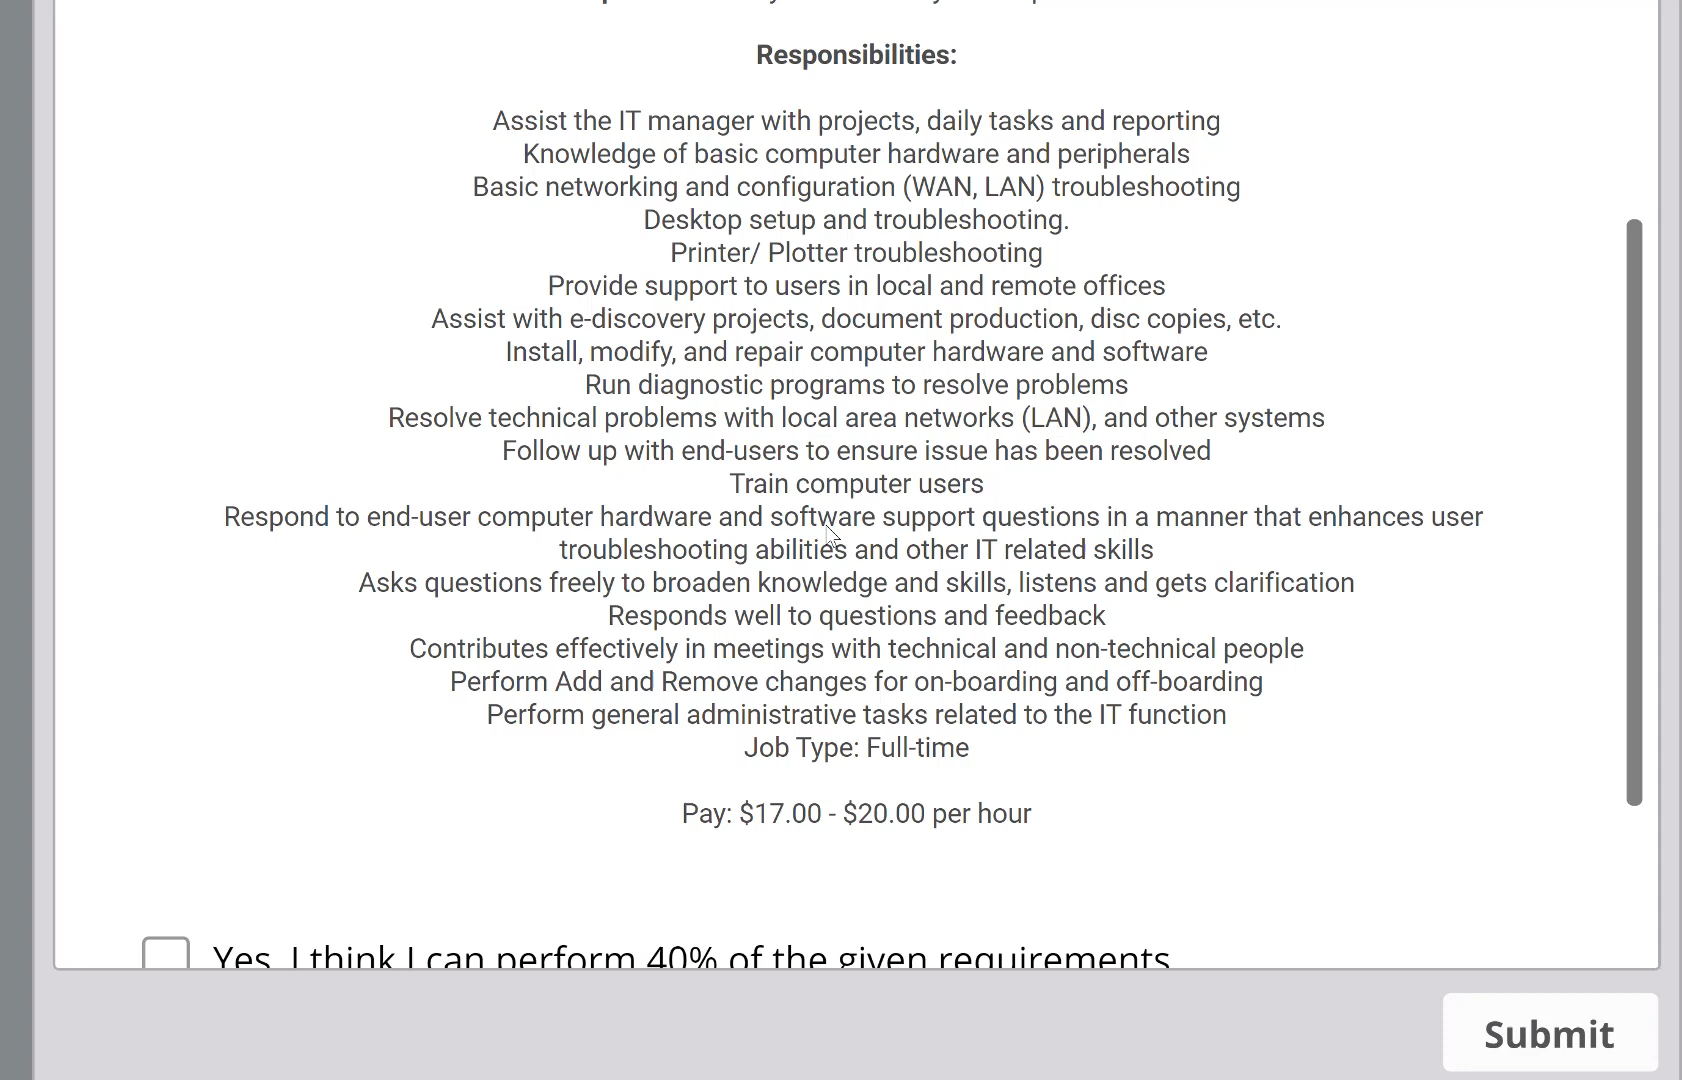 Responsibilities:
Assist the IT manager with projects, daily tasks and reporting
Knowledge of basic computer hardware and peripherals
Basic networking and configuration (WAN, LAN) troubleshooting
Desktop setup and troubleshooting.
Printer/ Plotter troubleshooting
Provide support to users in local and remote offices
Assist with e-discovery projects, document production, disc copies, etc.
Install, modify, and repair computer hardware and software
Run diagnostic programs to resolve problems
Resolve technical problems with local area networks (LAN), and other systems
Follow up with end-users to ensure issue has been resolved
Train computer users
Respond to end-user computer hardware and software support questions in a manner that enhances user
troubleshooting abilities and other IT related skills
Asks questions freely to broaden knowledge and skills, listens and gets clarification
Responds well to questions and feedback
Contributes effectively in meetings with technical and non-technical people
Perform Add and Remove changes for on-boarding and off-boarding
Perform general administrative tasks related to the IT function
Job Type: Full-time
Pay: $17.00 - $20.00 per hour
Yes, I think I can perform 40% of the given requirements
Submit